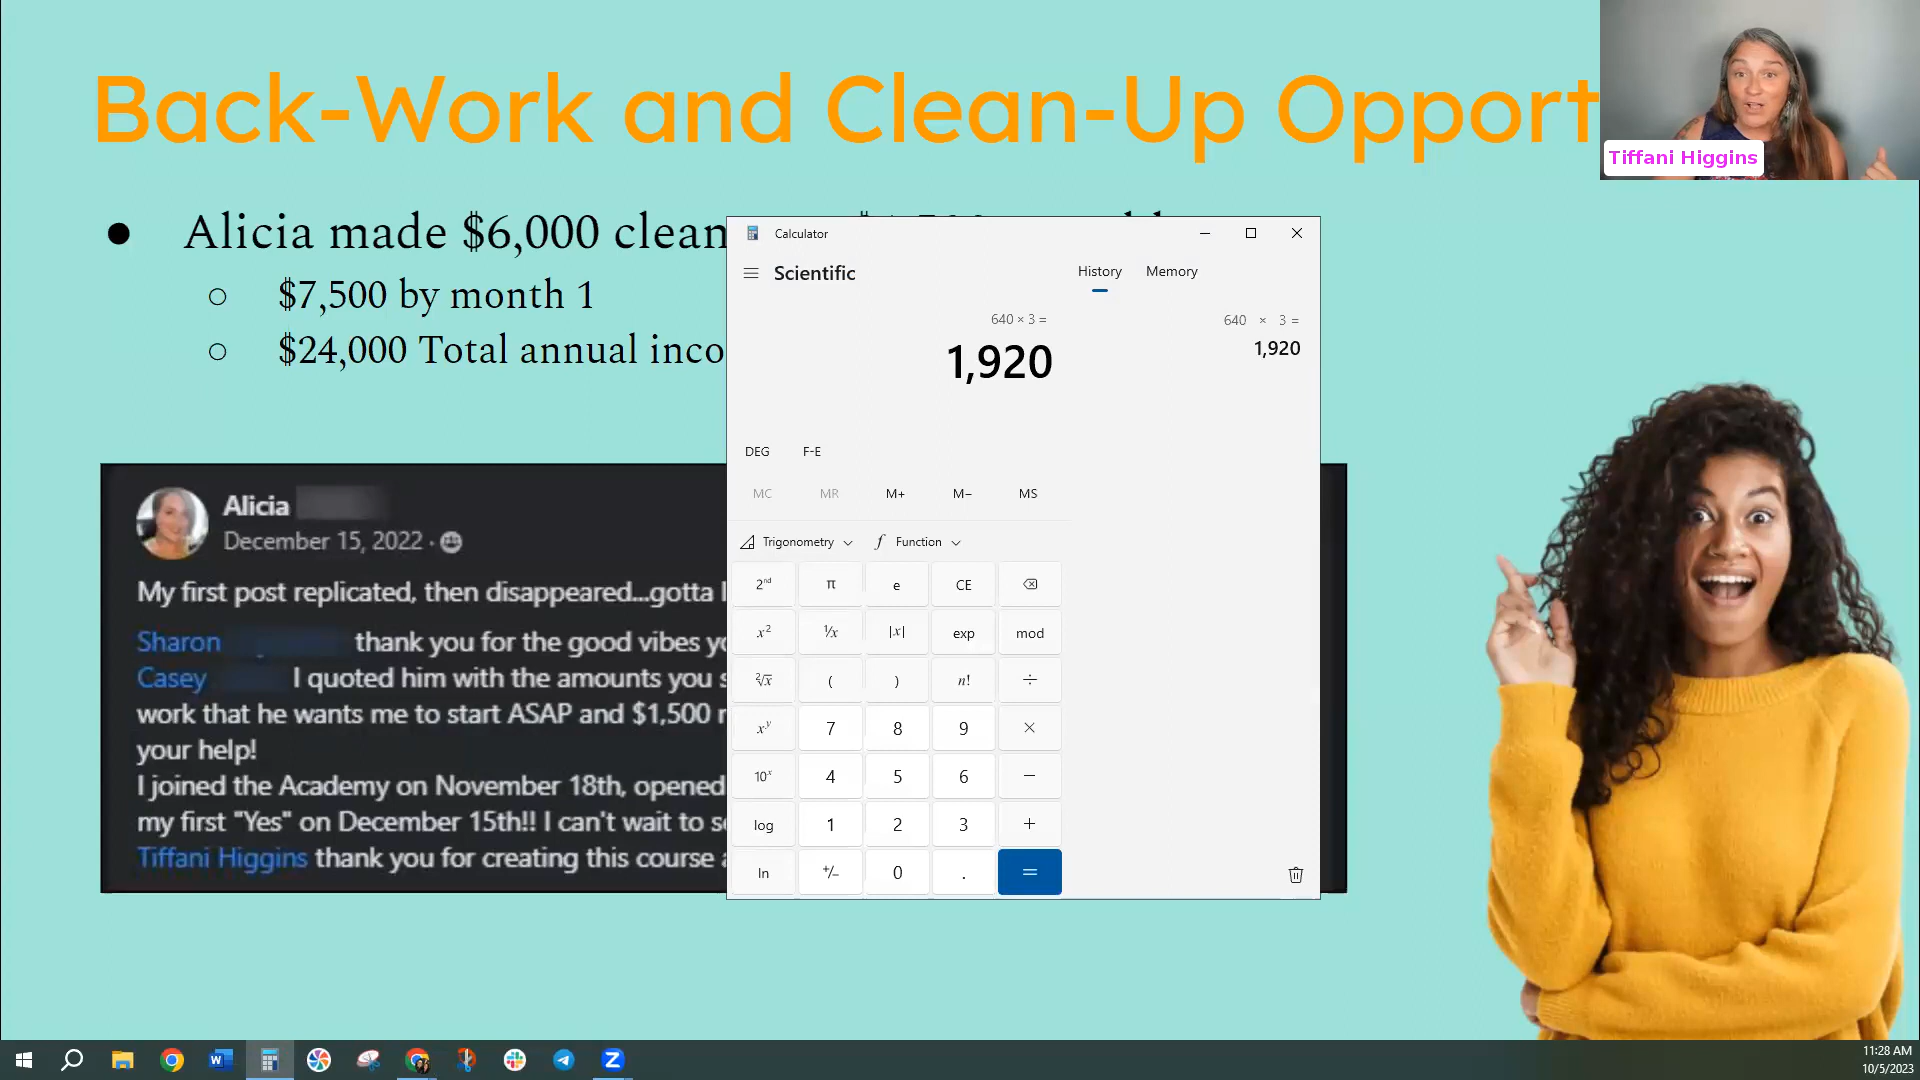 Back-Work and Clean-Up Opport
Tiffani Higgins
Alicia made $6,000 clean
$7,500 by month 1
$24,000 Total annual inco
Calculator
Scientific
History
Memory
640 × 3 =
1,920
640 × 3 =
1,920
DEG
F-E
MC MR M+ M− MS
Trigonometry
Function
2nd π e CE
x2 1/x |x| exp mod
2√x ( ) n! ÷
xy 7 8 9 ×
10x 4 5 6 −
log 1 2 3 +
ln +/− 0 . =
Alicia
December 15, 2022 ·
My first post replicated, then disappeared...gotta
Sharon thank you for the good vibes
Casey I quoted him with the amounts you
work that he wants me to start ASAP and $1,500
your help!
I joined the Academy on November 18th, opened
my first "Yes" on December 15th!! I can't wait to
Tiffani Higgins thank you for creating this course
11:28 AM
10/5/2023